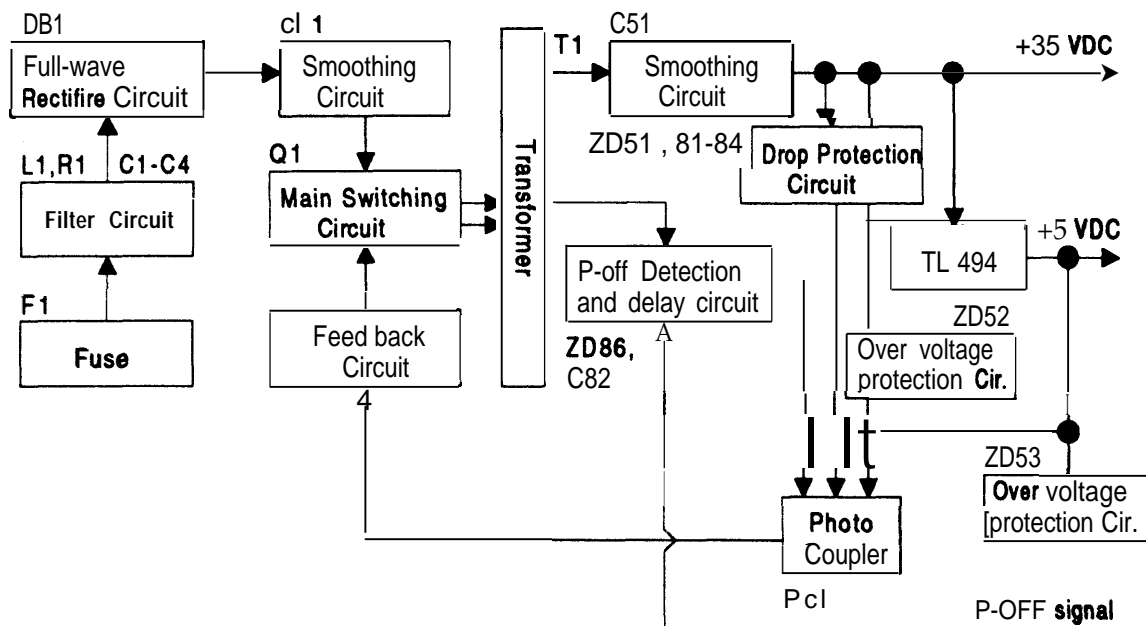 DB1
Full-wave
Rectifire Circuit
cl 1
Smoothing
Circuit
T1
C51
Smoothing
Circuit
+35 VDC
L1,R1 C1-C4
Filter Circuit
Q1
Main Switching
Circuit
Transformer
ZD51 , 81-84
Drop Protection
Circuit
TL 494
+5 VDC
F1
Fuse
Feed back
Circuit
4
P-off Detection
and delay circuit
A
ZD86,
C82
ZD52
Over voltage
protection Cir.
ZD53
Over voltage
[protection Cir.
l l t
Photo
Coupler
Pcl
P-OFF signal